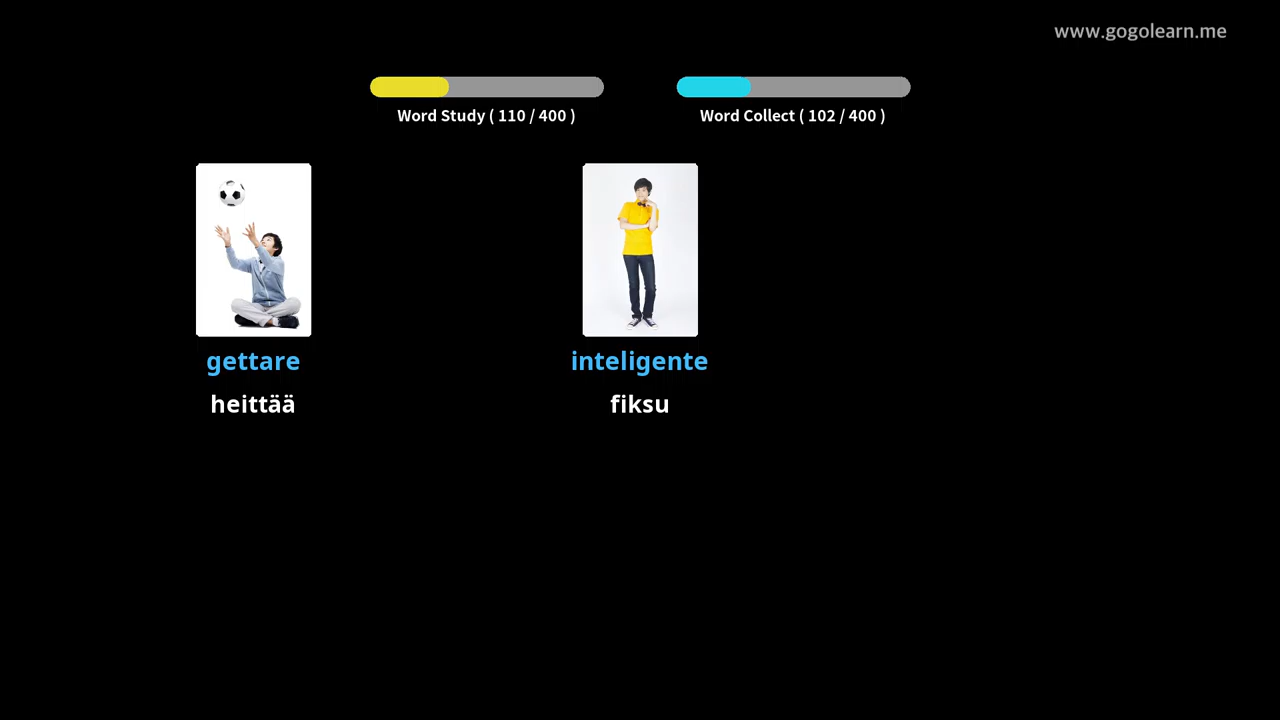 www.gogolearn.me
Word Study ( 110 / 400 )
Word Collect ( 102 / 400 )
gettare
inteligente
heittää
fiksu